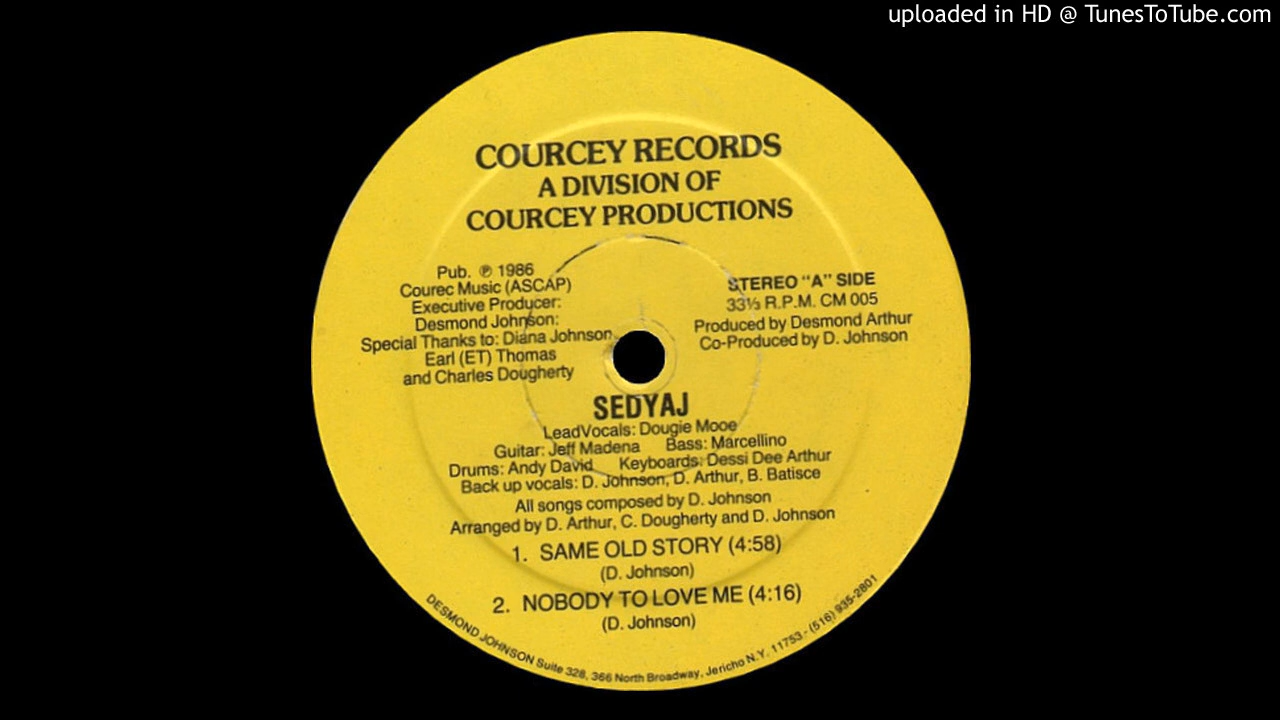 uploaded in HD @ TunesToTube.com
COURCEY RECORDS
A DIVISION OF
COURCEY PRODUCTIONS
Pub. ℗ 1986
Courec Music (ASCAP)
Executive Producer:
Desmond Johnson:
Special Thanks to: Diana Johnson
Earl (ET) Thomas
and Charles Dougherty
STEREO "A" SIDE
33⅓ R.P.M. CM 005
Produced by Desmond Arthur
Co-Produced by D. Johnson
SEDYAJ
LeadVocals: Dougie Mooe
Guitar: Jeff Madena Bass: Marcellino
Drums: Andy David Keyboards: Dessi Dee Arthur
Back up vocals: D. Johnson, D. Arthur, B. Batisce
All songs composed by D. Johnson
Arranged by D. Arthur, C. Dougherty and D. Johnson
1. SAME OLD STORY (4:58)
(D. Johnson)
2. NOBODY TO LOVE ME (4:16)
(D. Johnson)
DESMOND JOHNSON Suite 328, 366 North Broadway, Jericho N.Y. 11753 - (516) 935-2801